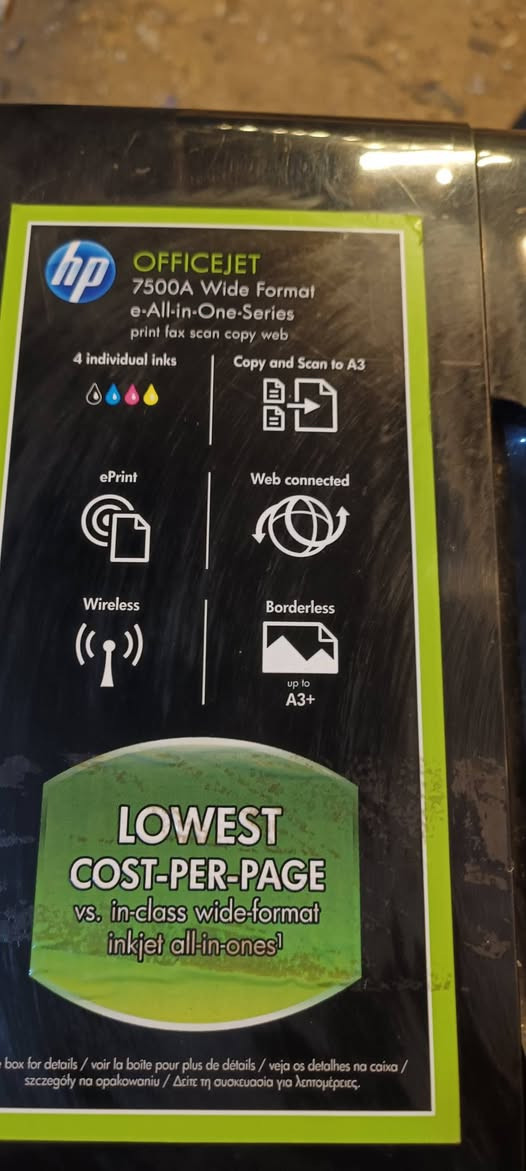 hp
OFFICEJET
7500A Wide Format
e-All-in-One-Series
print fax scan copy web
4 individual inks
Copy and Scan to A3
ePrint
Web connected
Wireless
Borderless
up to
A3+
LOWEST
COST-PER-PAGE
vs. in-class wide-format
inkjet all-in-ones¹
box for details / voir la boîte pour plus de détails / veja os detalhes na caixa /
szczegóły na opakowaniu / Δείτε τη συσκευασία για λεπτομέρειες.